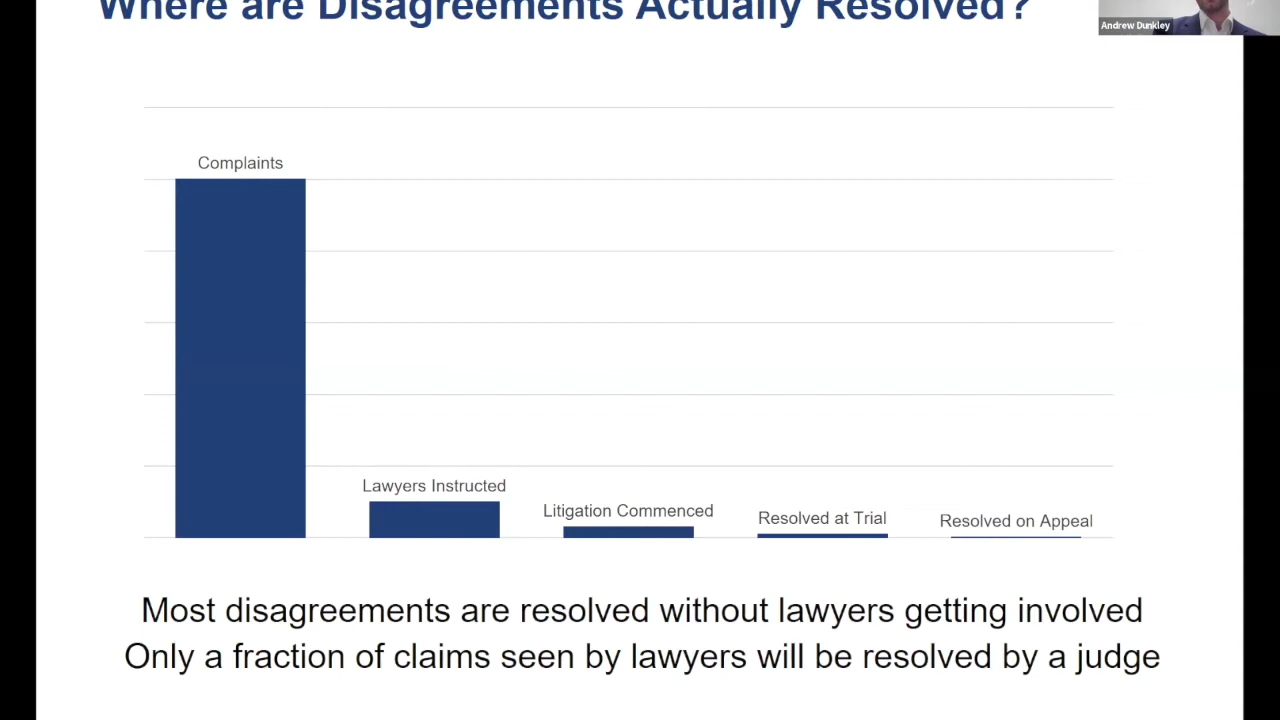 Where are Disagreements Actually Resolved?
Andrew Dunkley
Complaints
Lawyers Instructed
Litigation Commenced
Resolved at Trial
Resolved on Appeal
Most disagreements are resolved without lawyers getting involved
Only a fraction of claims seen by lawyers will be resolved by a judge